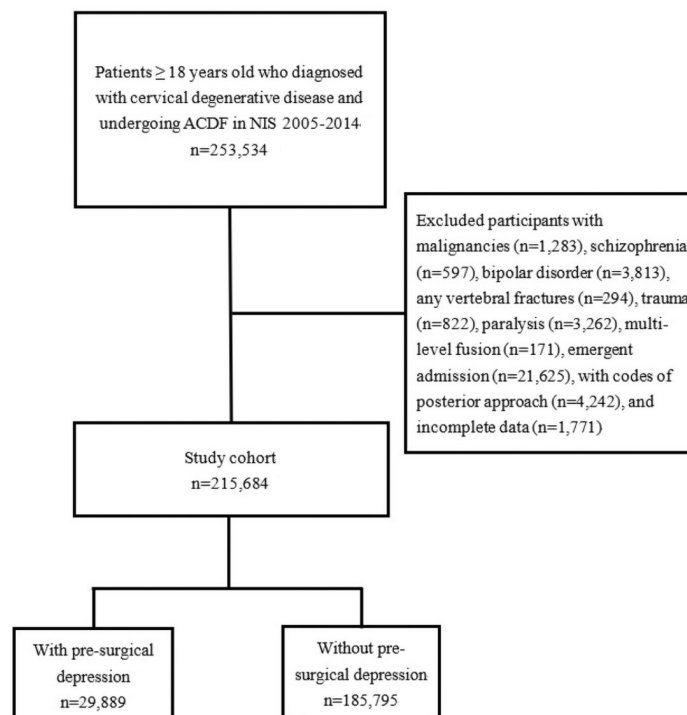 Patients ≥ 18 years old who diagnosed
with cervical degenerative disease and
undergoing ACDF in NIS 2005-2014
n=253,534
Excluded participants with
malignancies (n=1,283), schizophrenia
(n=597), bipolar disorder (n=3,813),
any vertebral fractures (n=294), trauma
(n=822), paralysis (n=3,262), multi-
level fusion (n=171), emergent
admission (n=21,625), with codes of
posterior approach (n=4,242), and
incomplete data (n=1,771)
Study cohort
n=215,684
With pre-surgical
depression
n=29,889
Without pre-
surgical depression
n=185,795